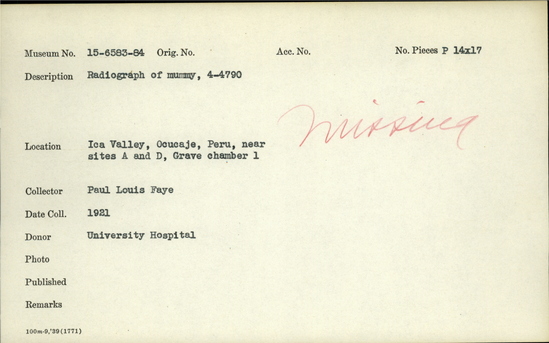 Museum No. 15-6583-84 Orig. No. Acc. No. No. Pieces P 14x17
Description Radiograph of mummy, 4-4790
missing
Location Ica Valley, Ocucaje, Peru, near
sites A and D, Grave chamber 1
Collector Paul Louis Faye
Date Coll. 1921
Donor University Hospital
Photo
Published
Remarks
100m-9,'39(1771)